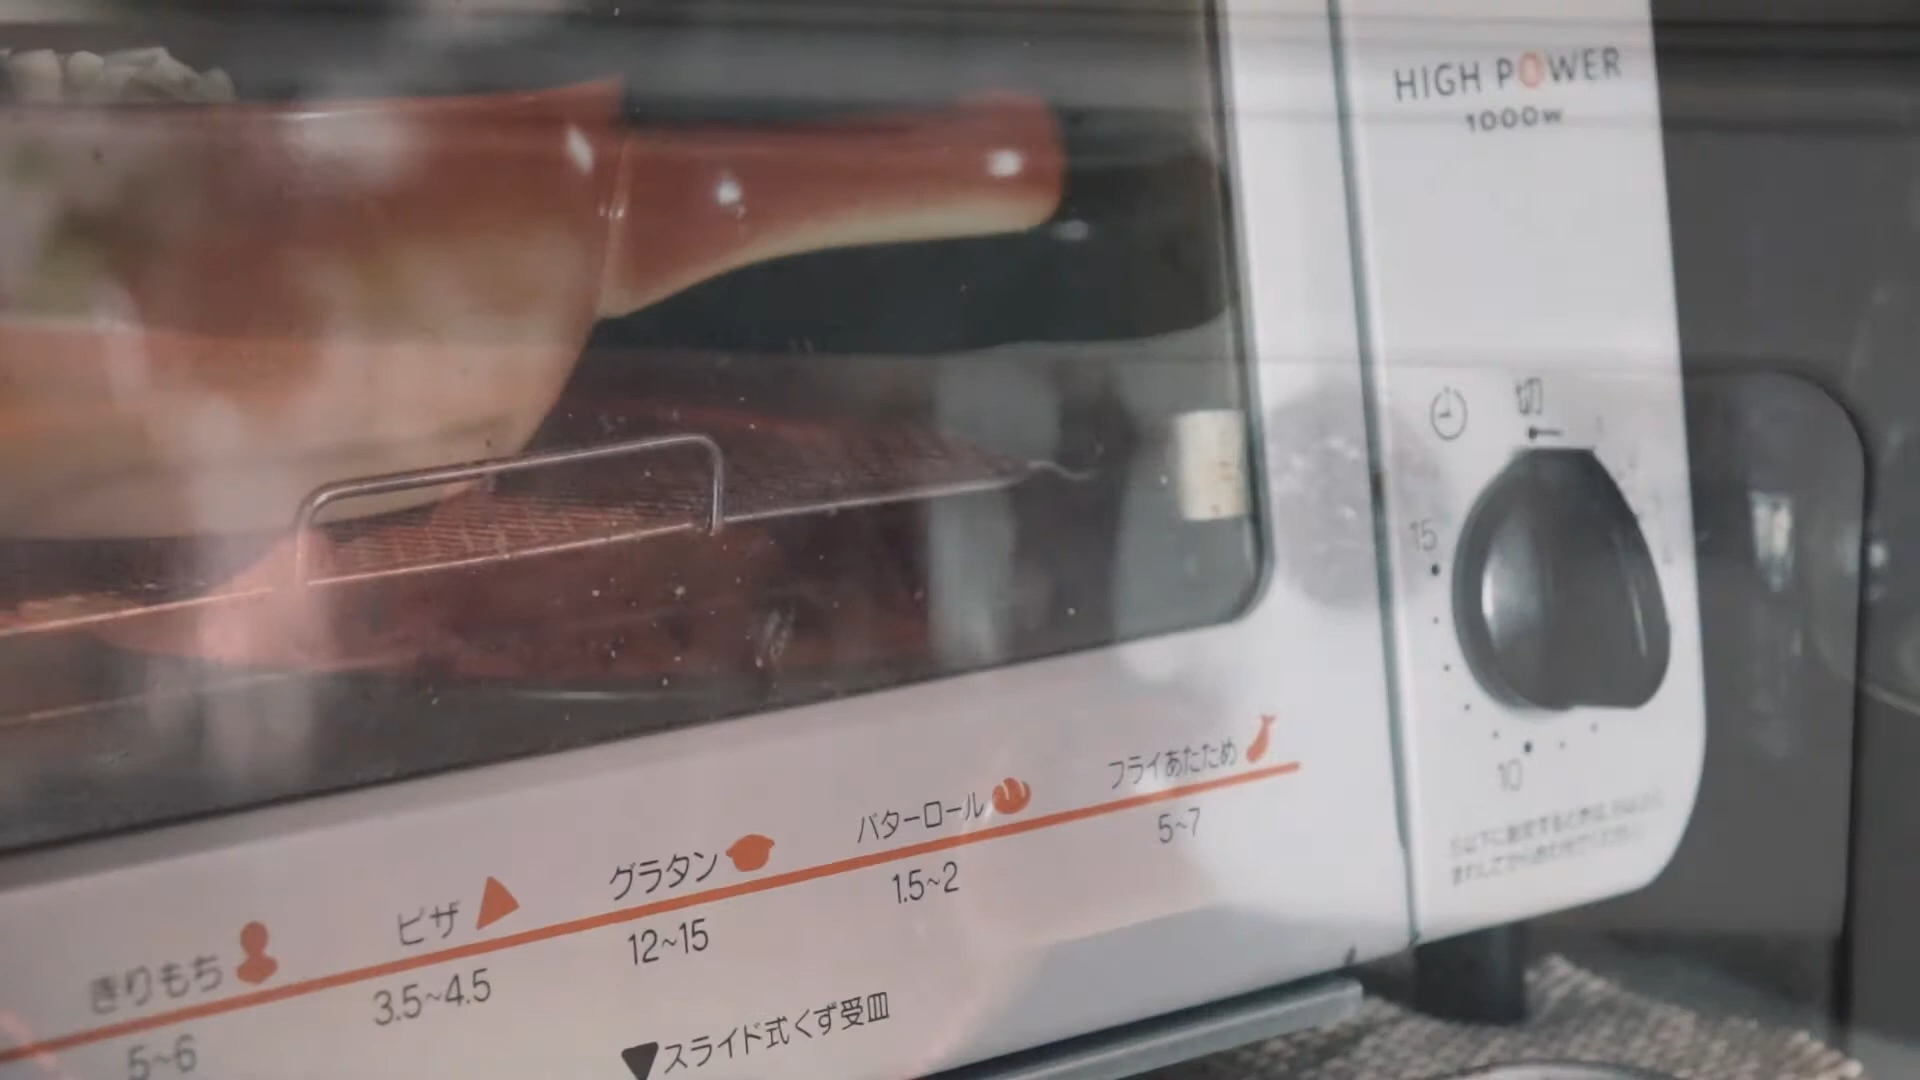 HIGH POWER
1000w
切
15
10
きりもち
5~6
ピザ
3.5~4.5
グラタン
12~15
バターロール
1.5~2
フライあたため
5~7
▼スライド式くず受皿